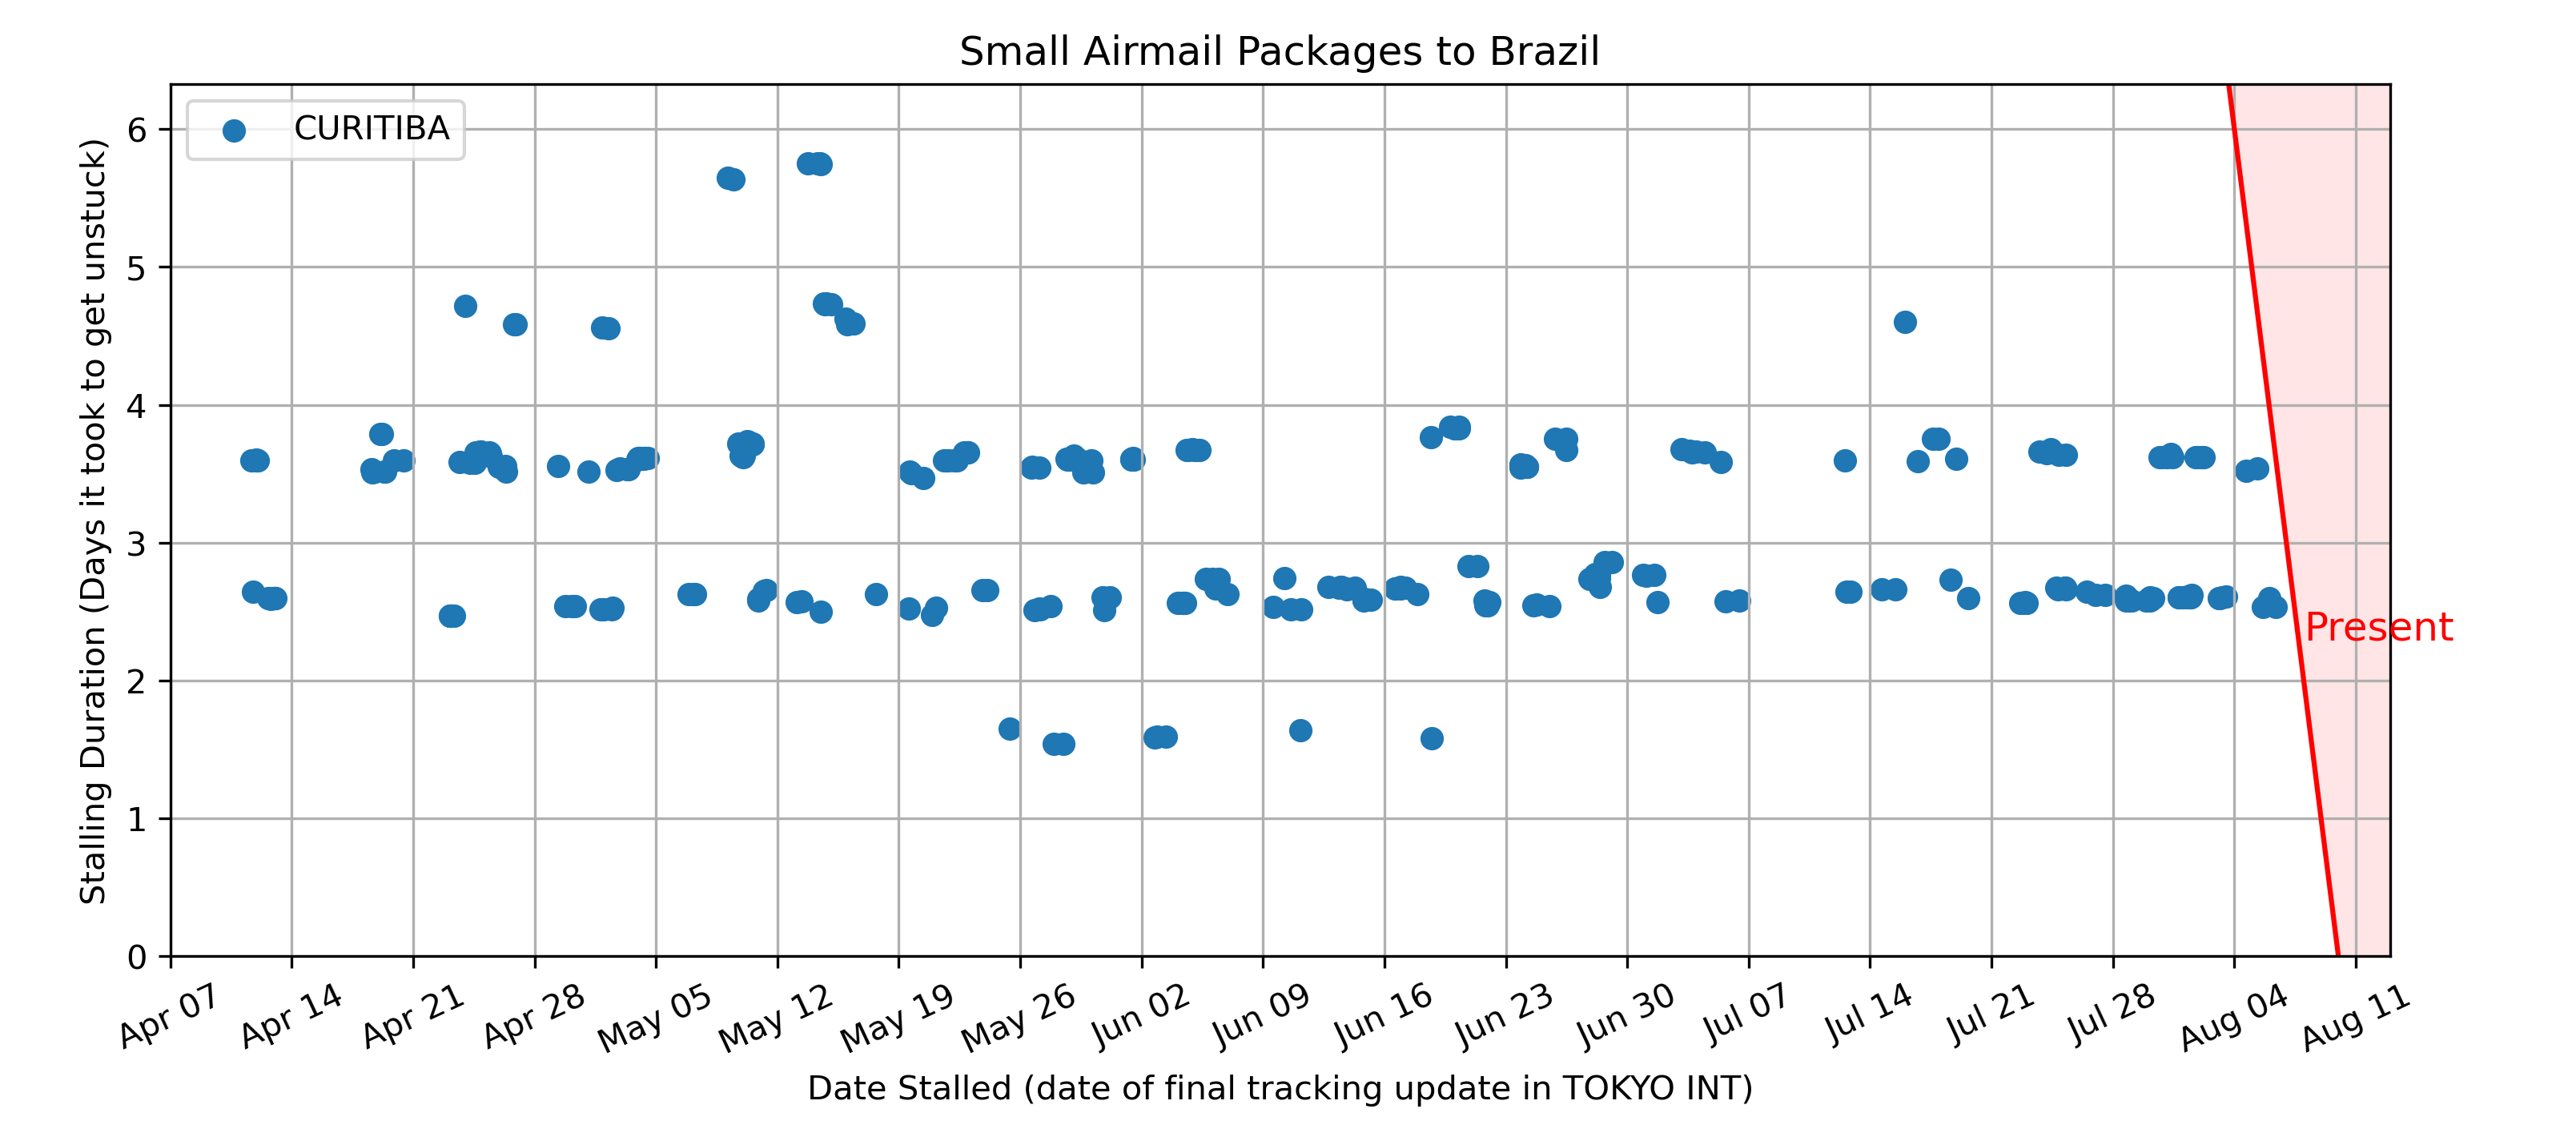 Small Airmail Packages to Brazil
CURITIBA
Stalling Duration (Days it took to get unstuck)
6
5
4
3
2
1
0
Present
Apr 07
Apr 14
Apr 21
Apr 28
May 05
May 12
May 19
May 26
Jun 02
Jun 09
Jun 16
Jun 23
Jun 30
Jul 07
Jul 14
Jul 21
Jul 28
Aug 04
Aug 11
Date Stalled (date of final tracking update in TOKYO INT)